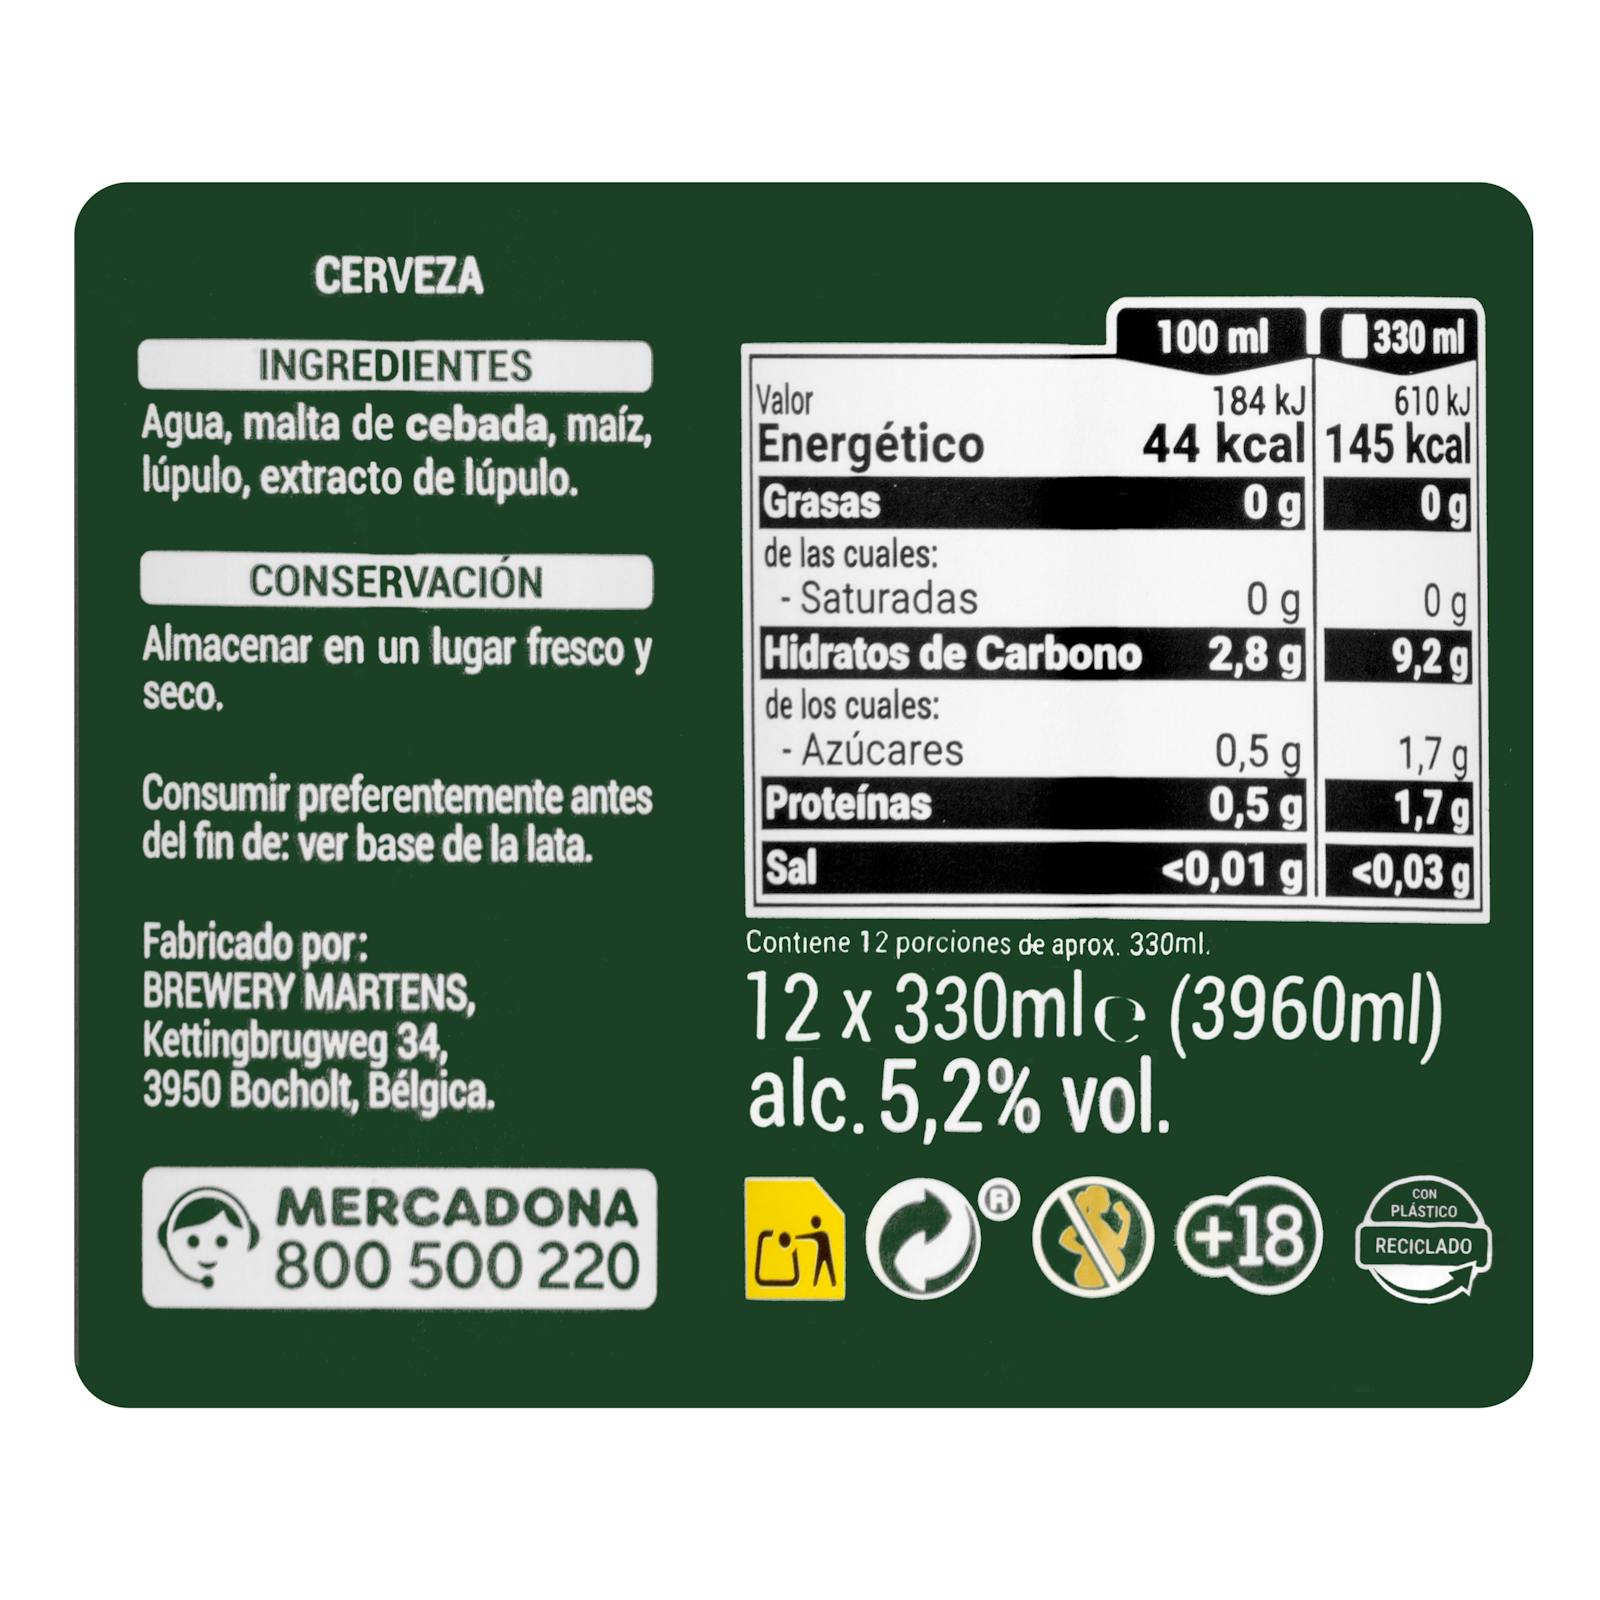 CERVEZA
INGREDIENTES
Agua, malta de cebada, maíz,
lúpulo, extracto de lúpulo.
CONSERVACIÓN
Almacenar en un lugar fresco y
seco.
Consumir preferentemente antes
del fin de: ver base de la lata.
Fabricado por:
BREWERY MARTENS,
Kettingbrugweg 34,
3950 Bocholt, Bélgica.
MERCADONA
800 500 220
100 ml 330 ml
Valor 184 kJ 610 kJ
Energético 44 kcal 145 kcal
Grasas 0 g 0 g
de las cuales:
- Saturadas 0 g 0 g
Hidratos de Carbono 2,8 g 9,2 g
de los cuales:
- Azúcares 0,5 g 1,7 g
Proteínas 0,5 g 1,7 g
Sal <0,01 g <0,03 g
Contiene 12 porciones de aprox. 330ml.
12 x 330ml ℮ (3960ml)
alc. 5,2% vol.
®
+18
CON
PLÁSTICO
RECICLADO